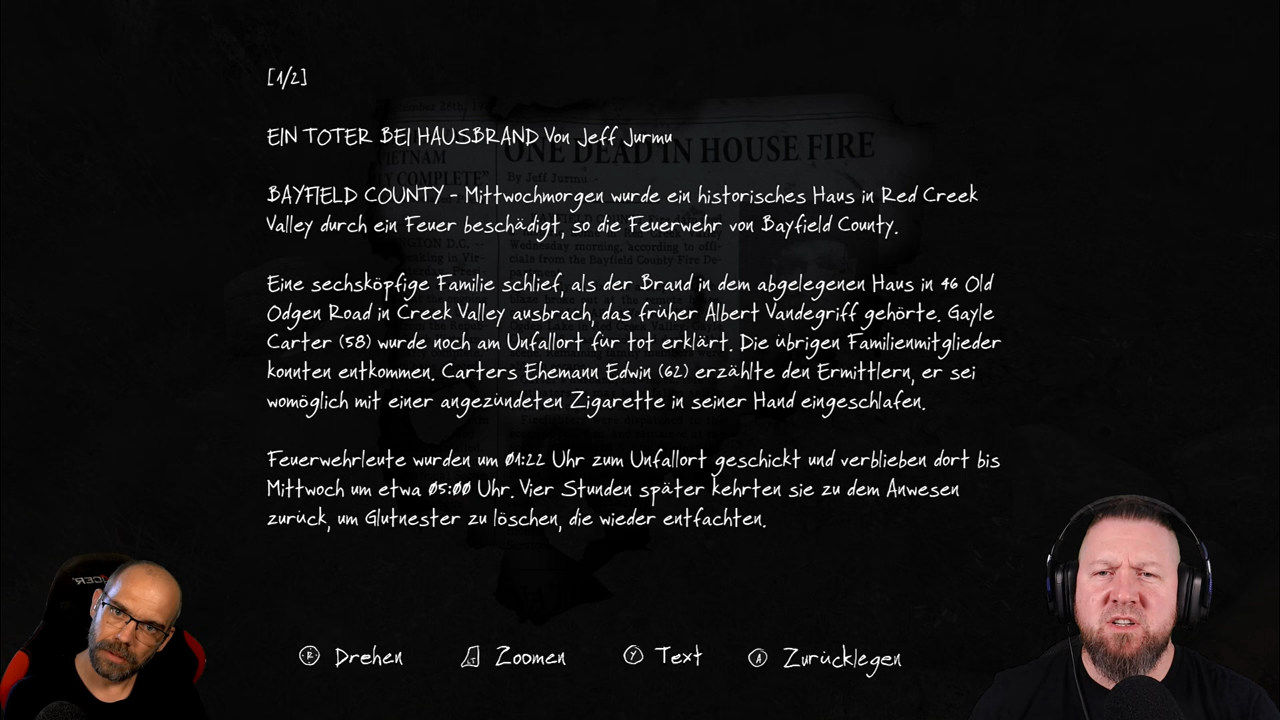 [1/2]
EIN TOTER BEI HAUSBRAND Von Jeff Jurmu
ONE DEAD IN HOUSE FIRE
By Jeff Jurmu -
BAYFIELD COUNTY - Mittwochmorgen wurde ein historisches Haus in Red Creek
Valley durch ein Feuer beschädigt, so die Feuerwehr von Bayfield County.
Eine sechsköpfige Familie schlief, als der Brand in dem abgelegenen Haus in 46 Old
Odgen Road in Creek Valley ausbrach, das früher Albert Vandegriff gehörte. Gayle
Carter (58) wurde noch am Unfallort für tot erklärt. Die übrigen Familienmitglieder
konnten entkommen. Carters Ehemann Edwin (62) erzählte den Ermittlern, er sei
womöglich mit einer angezündeten Zigarette in seiner Hand eingeschlafen.
Feuerwehrleute wurden um 01:22 Uhr zum Unfallort geschickt und verblieben dort bis
Mittwoch um etwa 05:00 Uhr. Vier Stunden später kehrten sie zu dem Anwesen
zurück, um Glutnester zu löschen, die wieder entfachten.
R Drehen LT Zoomen Y Text A Zurücklegen